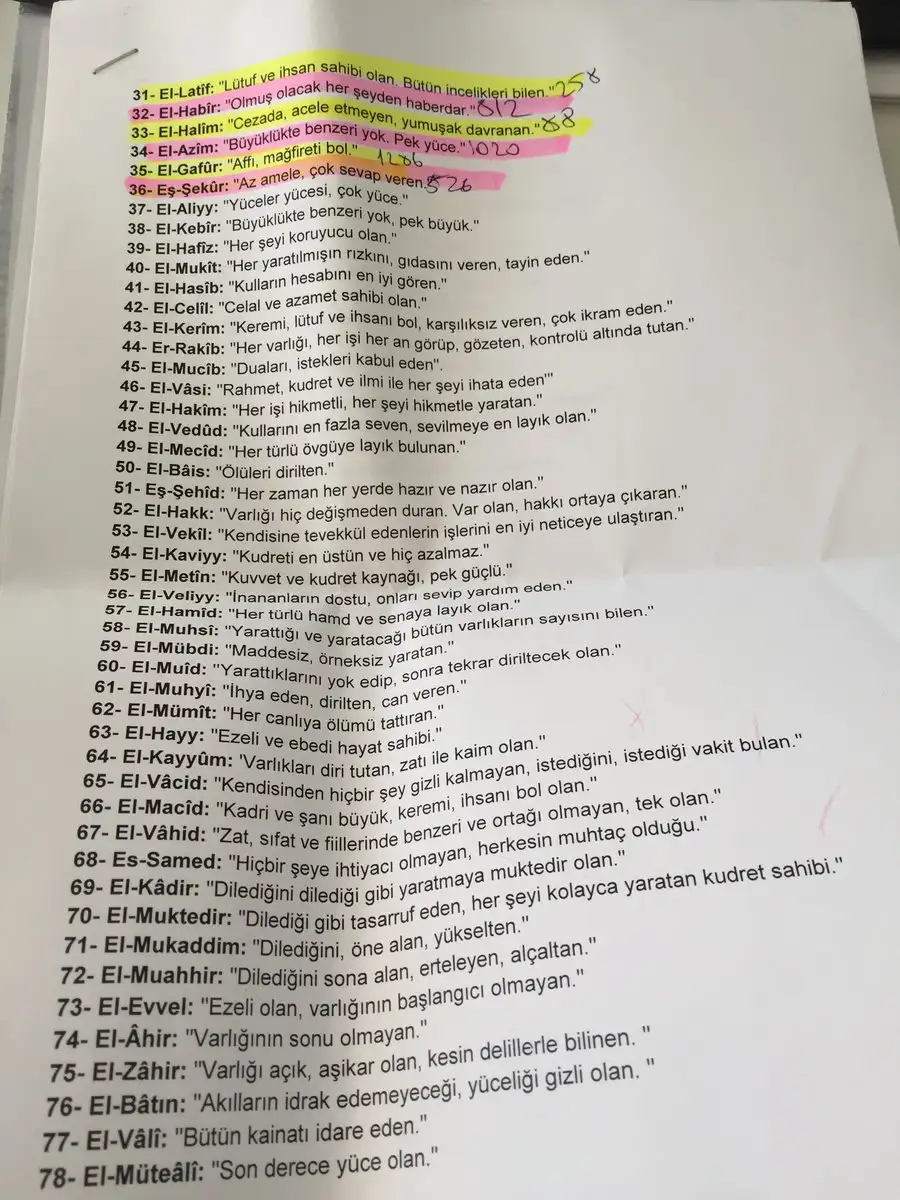 31- El-Latîf: "Lütuf ve ihsan sahibi olan. Bütün incelikleri bilen." 258
32- El-Habîr: "Olmuş olacak her şeyden haberdar." 812
33- El-Halîm: "Cezada, acele etmeyen, yumuşak davranan." 88
34- El-Azîm: "Büyüklükte benzeri yok. Pek yüce." 1020
35- El-Gafûr: "Affı, mağfireti bol." 1286
36- Eş-Şekûr: "Az amele, çok sevap veren. 526
37- El-Aliyy: "Yüceler yücesi, çok yüce."
38- El-Kebîr: "Büyüklükte benzeri yok, pek büyük."
39- El-Hafîz: "Her şeyi koruyucu olan."
40- El-Mukît: "Her yaratılmışın rızkını, gıdasını veren, tayin eden."
41- El-Hasîb: "Kulların hesabını en iyi gören."
42- El-Celîl: "Celal ve azamet sahibi olan."
43- El-Kerîm: "Keremi, lütuf ve ihsanı bol, karşılıksız veren, çok ikram eden."
44- Er-Rakîb: "Her varlığı, her işi her an görüp, gözeten, kontrolü altında tutan."
45- El-Mucîb: "Duaları, istekleri kabul eden".
46- El-Vâsi: "Rahmet, kudret ve ilmi ile her şeyi ihata eden'"
47- El-Hakîm: "Her işi hikmetli, her şeyi hikmetle yaratan."
48- El-Vedûd: "Kullarını en fazla seven, sevilmeye en layık olan."
49- El-Mecîd: "Her türlü övgüye layık bulunan."
50- El-Bâis: "Ölüleri dirilten."
51- Eş-Şehîd: "Her zaman her yerde hazır ve nazır olan."
52- El-Hakk: "Varlığı hiç değişmeden duran. Var olan, hakkı ortaya çıkaran."
53- El-Vekîl: "Kendisine tevekkül edenlerin işlerini en iyi neticeye ulaştıran."
54- El-Kaviyy: "Kudreti en üstün ve hiç azalmaz."
55- El-Metîn: "Kuvvet ve kudret kaynağı, pek güçlü."
56- El-Veliyy: "İnananların dostu, onları sevip yardım eden."
57- El-Hamîd: "Her türlü hamd ve senaya layık olan."
58- El-Muhsî: "Yarattığı ve yaratacağı bütün varlıkların sayısını bilen."
59- El-Mübdi: "Maddesiz, örneksiz yaratan."
60- El-Muîd: "Yarattıklarını yok edip, sonra tekrar diriltecek olan."
61- El-Muhyî: "İhya eden, dirilten, can veren."
62- El-Mümît: "Her canlıya ölümü tattıran."
63- El-Hayy: "Ezeli ve ebedi hayat sahibi."
64- El-Kayyûm: 'Varlıkları diri tutan, zatı ile kaim olan."
65- El-Vâcid: "Kendisinden hiçbir şey gizli kalmayan, istediğini, istediği vakit bulan."
66- El-Macîd: "Kadri ve şanı büyük, keremi, ihsanı bol olan."
67- El-Vâhid: "Zat, sıfat ve fiillerinde benzeri ve ortağı olmayan, tek olan."
68- Es-Samed: "Hiçbir şeye ihtiyacı olmayan, herkesin muhtaç olduğu."
69- El-Kâdir: "Dilediğini dilediği gibi yaratmaya muktedir olan."
70- El-Muktedir: "Dilediği gibi tasarruf eden, her şeyi kolayca yaratan kudret sahibi."
71- El-Mukaddim: "Dilediğini, öne alan, yükselten."
72- El-Muahhir: "Dilediğini sona alan, erteleyen, alçaltan."
73- El-Evvel: "Ezeli olan, varlığının başlangıcı olmayan."
74- El-Âhir: "Varlığının sonu olmayan."
75- El-Zâhir: "Varlığı açık, aşikar olan, kesin delillerle bilinen. "
76- El-Bâtın: "Akılların idrak edemeyeceği, yüceliği gizli olan. "
77- El-Vâlî: "Bütün kainatı idare eden."
78- El-Müteâlî: "Son derece yüce olan."